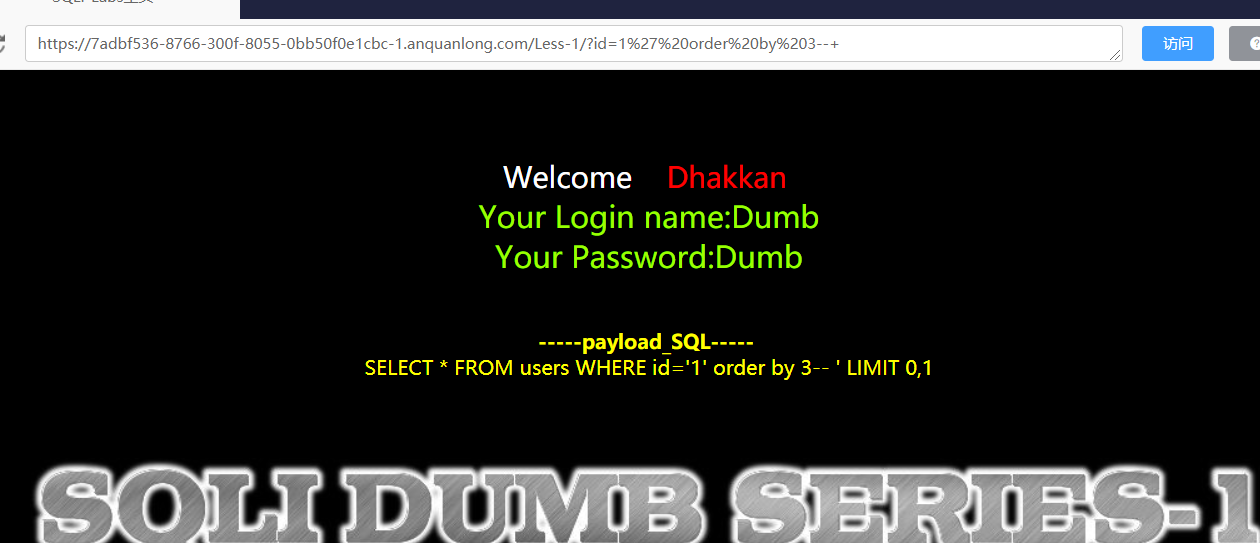 https://7adbf536-8766-300f-8055-0bb50f0e1cbc-1.anquanlong.com/Less-1/?id=1%27%20order%20by%203--+
访问
Welcome Dhakkan
Your Login name:Dumb
Your Password:Dumb
-----payload_SQL-----
SELECT * FROM users WHERE id='1' order by 3-- ' LIMIT 0,1
SQLI DUMB SERIES-1